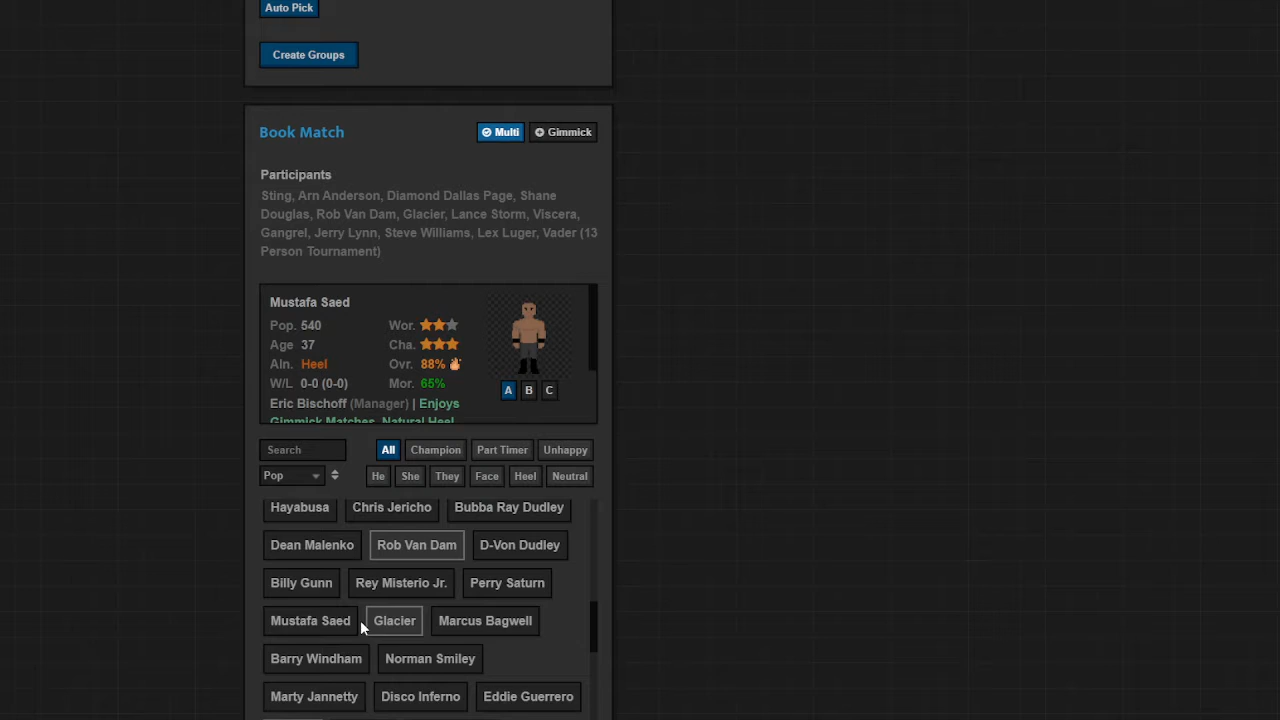 Auto Pick
Create Groups
Book Match
Multi
Gimmick
Participants
Sting, Arn Anderson, Diamond Dallas Page, Shane
Douglas, Rob Van Dam, Glacier, Lance Storm, Viscera,
Gangrel, Jerry Lynn, Steve Williams, Lex Luger, Vader (13
Person Tournament)
Mustafa Saed
Pop. 540
Wor.
Age 37
Cha.
Aln. Heel
Ovr. 88%
W/L 0-0 (0-0)
Mor. 65%
A B C
Eric Bischoff (Manager) | Enjoys
Gimmick Matches, Natural Heel
Search
All Champion Part Timer Unhappy
Pop
He She They Face Heel Neutral
Hayabusa Chris Jericho Bubba Ray Dudley
Dean Malenko Rob Van Dam D-Von Dudley
Billy Gunn Rey Misterio Jr. Perry Saturn
Mustafa Saed Glacier Marcus Bagwell
Barry Windham Norman Smiley
Marty Jannetty Disco Inferno Eddie Guerrero